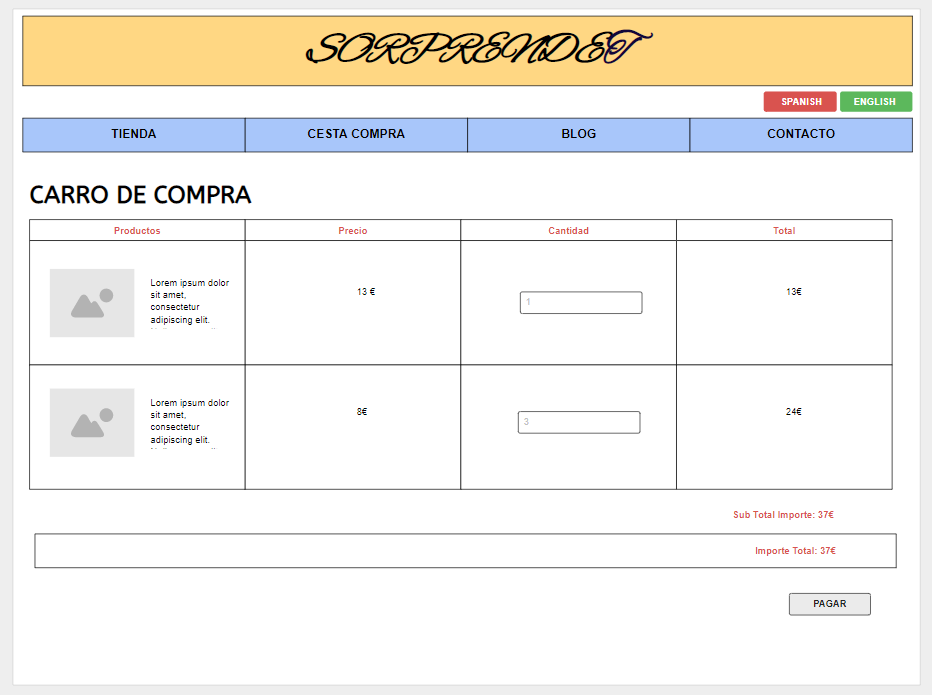 SORPRENDET
SPANISH ENGLISH
TIENDA CESTA COMPRA BLOG CONTACTO
CARRO DE COMPRA
Productos Precio Cantidad Total
Lorem ipsum dolor
sit amet,
consectetur
adipiscing elit.
13 € 1 13€
Lorem ipsum dolor
sit amet,
consectetur
adipiscing elit.
8€ 3 24€
Sub Total Importe: 37€
Importe Total: 37€
PAGAR